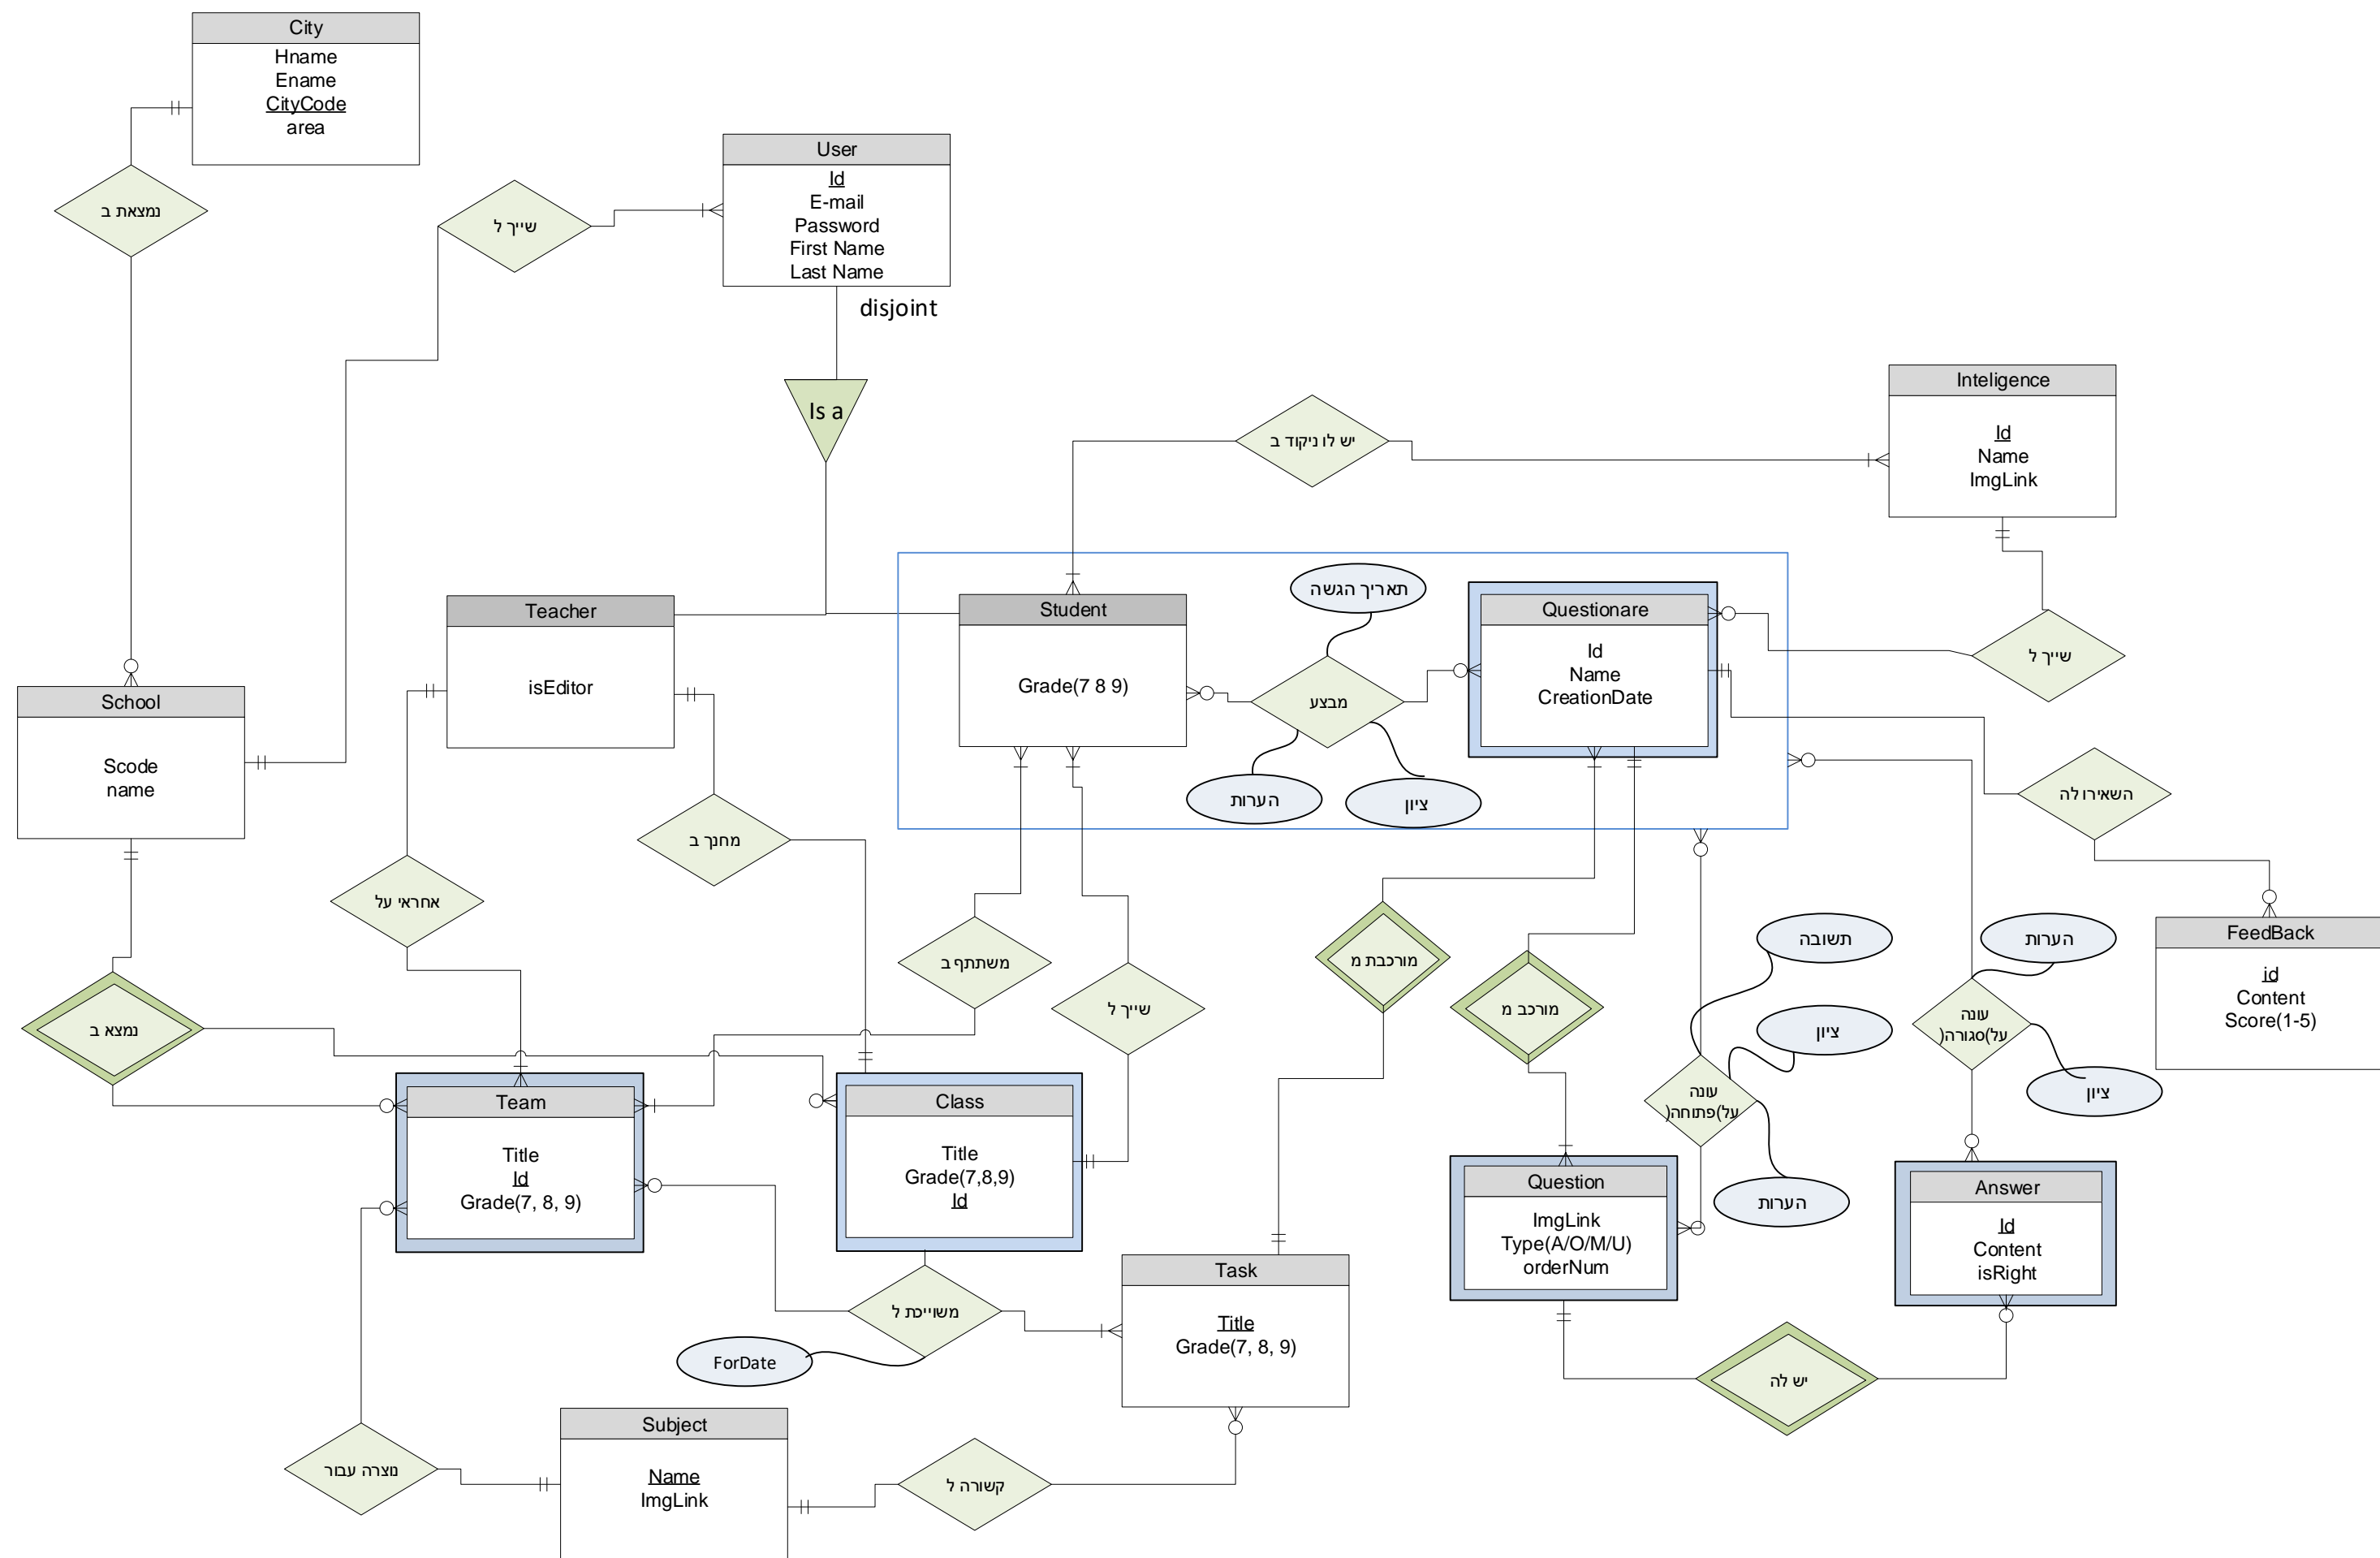 City
Hname
Ename
CityCode
area
User
Id
E-mail
Password
First Name
Last Name
נמצאת ב
שייך ל
disjoint
Is a
Inteligence
Id
Name
ImgLink
יש לו ניקוד ב
תאריך הגשה
Teacher
isEditor
Student
Grade(7 8 9)
Questionare
Id
Name
CreationDate
שייך ל
מבצע
School
Scode
name
הערות
ציון
השאירו לה
מחנך ב
אחראי על
משתתף ב
שייך ל
מורכבת מ
מורכב מ
תשובה
הערות
FeedBack
id
Content
Score(1-5)
נמצא ב
ציון
עונה
על)סגורה(
ציון
עונה
על)פתוחה(
Team
Title
Id
Grade(7, 8, 9)
Class
Title
Grade(7,8,9)
Id
Question
ImgLink
Type(A/O/M/U)
orderNum
הערות
Answer
Id
Content
isRight
משוייכת ל
Task
Title
Grade(7, 8, 9)
ForDate
יש לה
Subject
Name
ImgLink
נוצרה עבור
קשורה ל